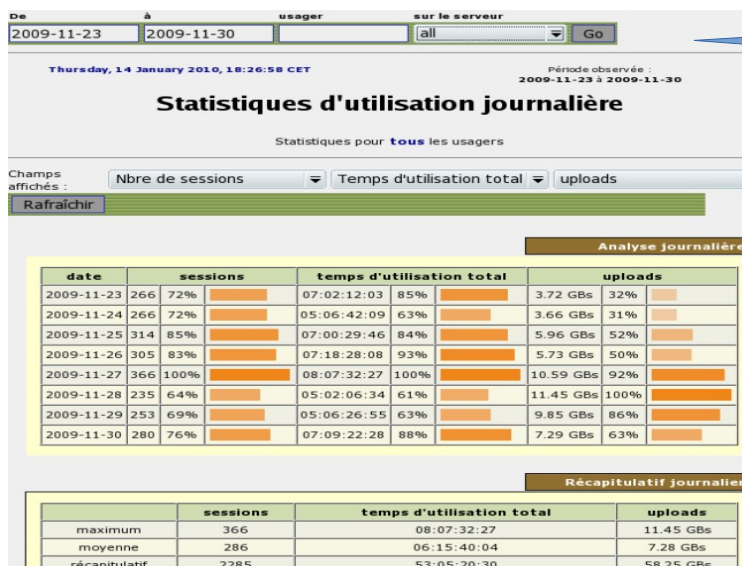 De à usager sur le serveur
2009-11-23 2009-11-30 all Go
Thursday, 14 January 2010, 18:26:58 CET
Période observée :
2009-11-23 à 2009-11-30
Statistiques d'utilisation journalière
Statistiques pour tous les usagers
Champs affichés : Nbre de sessions Temps d'utilisation total uploads
Rafraîchir
Analyse journalière
date sessions temps d'utilisation total uploads
2009-11-23 266 72% 07:02:12:03 85% 3.72 GBs 32%
2009-11-24 266 72% 05:06:42:09 63% 3.66 GBs 31%
2009-11-25 314 85% 07:00:29:46 84% 5.96 GBs 52%
2009-11-26 305 83% 07:18:28:08 93% 5.73 GBs 50%
2009-11-27 366 100% 08:07:32:27 100% 10.59 GBs 92%
2009-11-28 235 64% 05:02:06:34 61% 11.45 GBs 100%
2009-11-29 253 69% 05:06:26:55 63% 9.85 GBs 86%
2009-11-30 280 76% 07:09:22:28 88% 7.29 GBs 63%
Récapitulatif journalier
sessions temps d'utilisation total uploads
maximum 366 08:07:32:27 11.45 GBs
moyenne 286 06:15:40:04 7.28 GBs
récapitulatif 2285 53:05:20:30 58.25 GBs